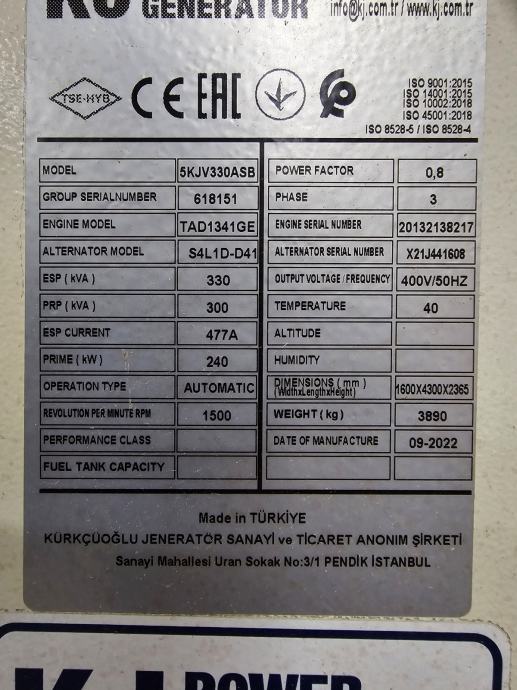 KJ GENERATOR
info@kj.com.tr / www.kj.com.tr
TSE-HYB CE EAC
ISO 9001:2015
ISO 14001:2015
ISO 10002:2018
ISO 45001:2018
ISO 8528-5 / ISO 8528-4
MODEL 5KJV330ASB POWER FACTOR 0,8
GROUP SERIALNUMBER 618151 PHASE 3
ENGINE MODEL TAD1341GE ENGINE SERIAL NUMBER 20132138217
ALTERNATOR MODEL S4L1D-D41 ALTERNATOR SERIAL NUMBER X21J441608
ESP ( kVA ) 330 OUTPUT VOLTAGE / FREQUENCY 400V/50HZ
PRP ( kVA ) 300 TEMPERATURE 40
ESP CURRENT 477A ALTITUDE
PRIME ( kW ) 240 HUMIDITY
OPERATION TYPE AUTOMATIC DIMENSIONS ( mm ) (WidthxLengthxHeight) 1600X4300X2365
REVOLUTION PER MINUTE RPM 1500 WEIGHT ( kg ) 3890
PERFORMANCE CLASS DATE OF MANUFACTURE 09-2022
FUEL TANK CAPACITY
Made in TÜRKİYE
KÜRKÇÜOĞLU JENERATÖR SANAYİ ve TİCARET ANONIM ŞİRKETİ
Sanayi Mahallesi Uran Sokak No:3/1 PENDİK İSTANBUL
KJ POWER